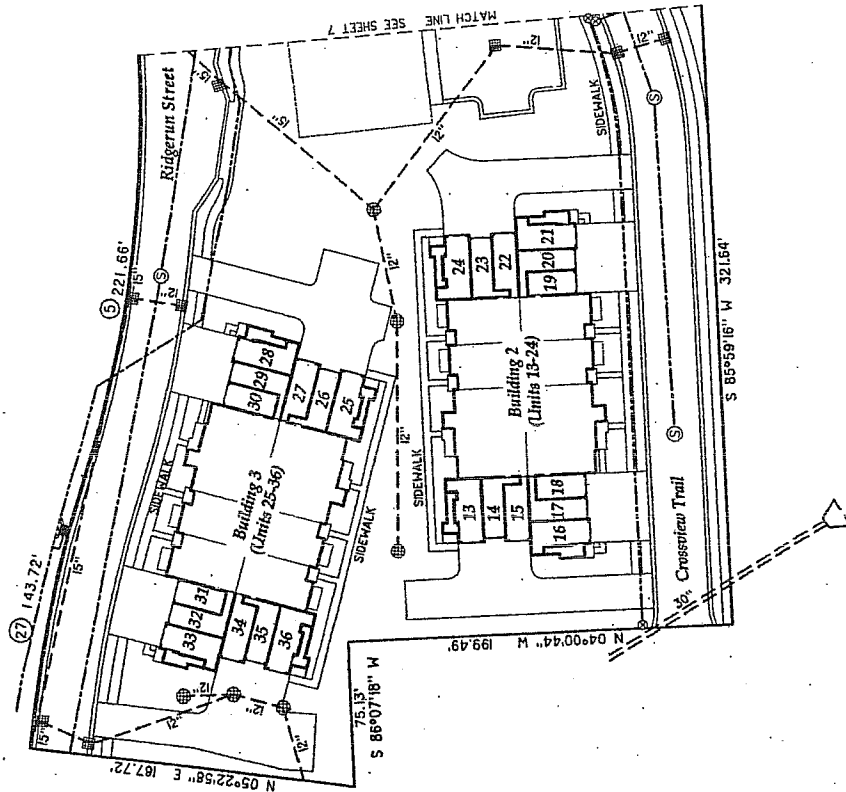 MATCH LINE SEE SHEET 7
Ridgerun Street
15"
15"
12"
12"
12"
SIDEWALK
5 221.66'
15"
12"
S
S
12"
24
23
22
21
20
19
28
29
30
27
26
25
SIDEWALK
Building 3
(Units 25-36)
SIDEWALK
12"
SIDEWALK
Building 2
(Units 13-24)
S 85°59'16" W 321.64'
27 143.72'
15"
31
32
33
34
35
36
13
14
15
18
17
16
S
Crossview Trail
30"
N 04°00'44" W
199.49'
75.13'
S 86°07'18" W
12"
12"
12"
12"
15"
N 05°22'58" E 187.72'